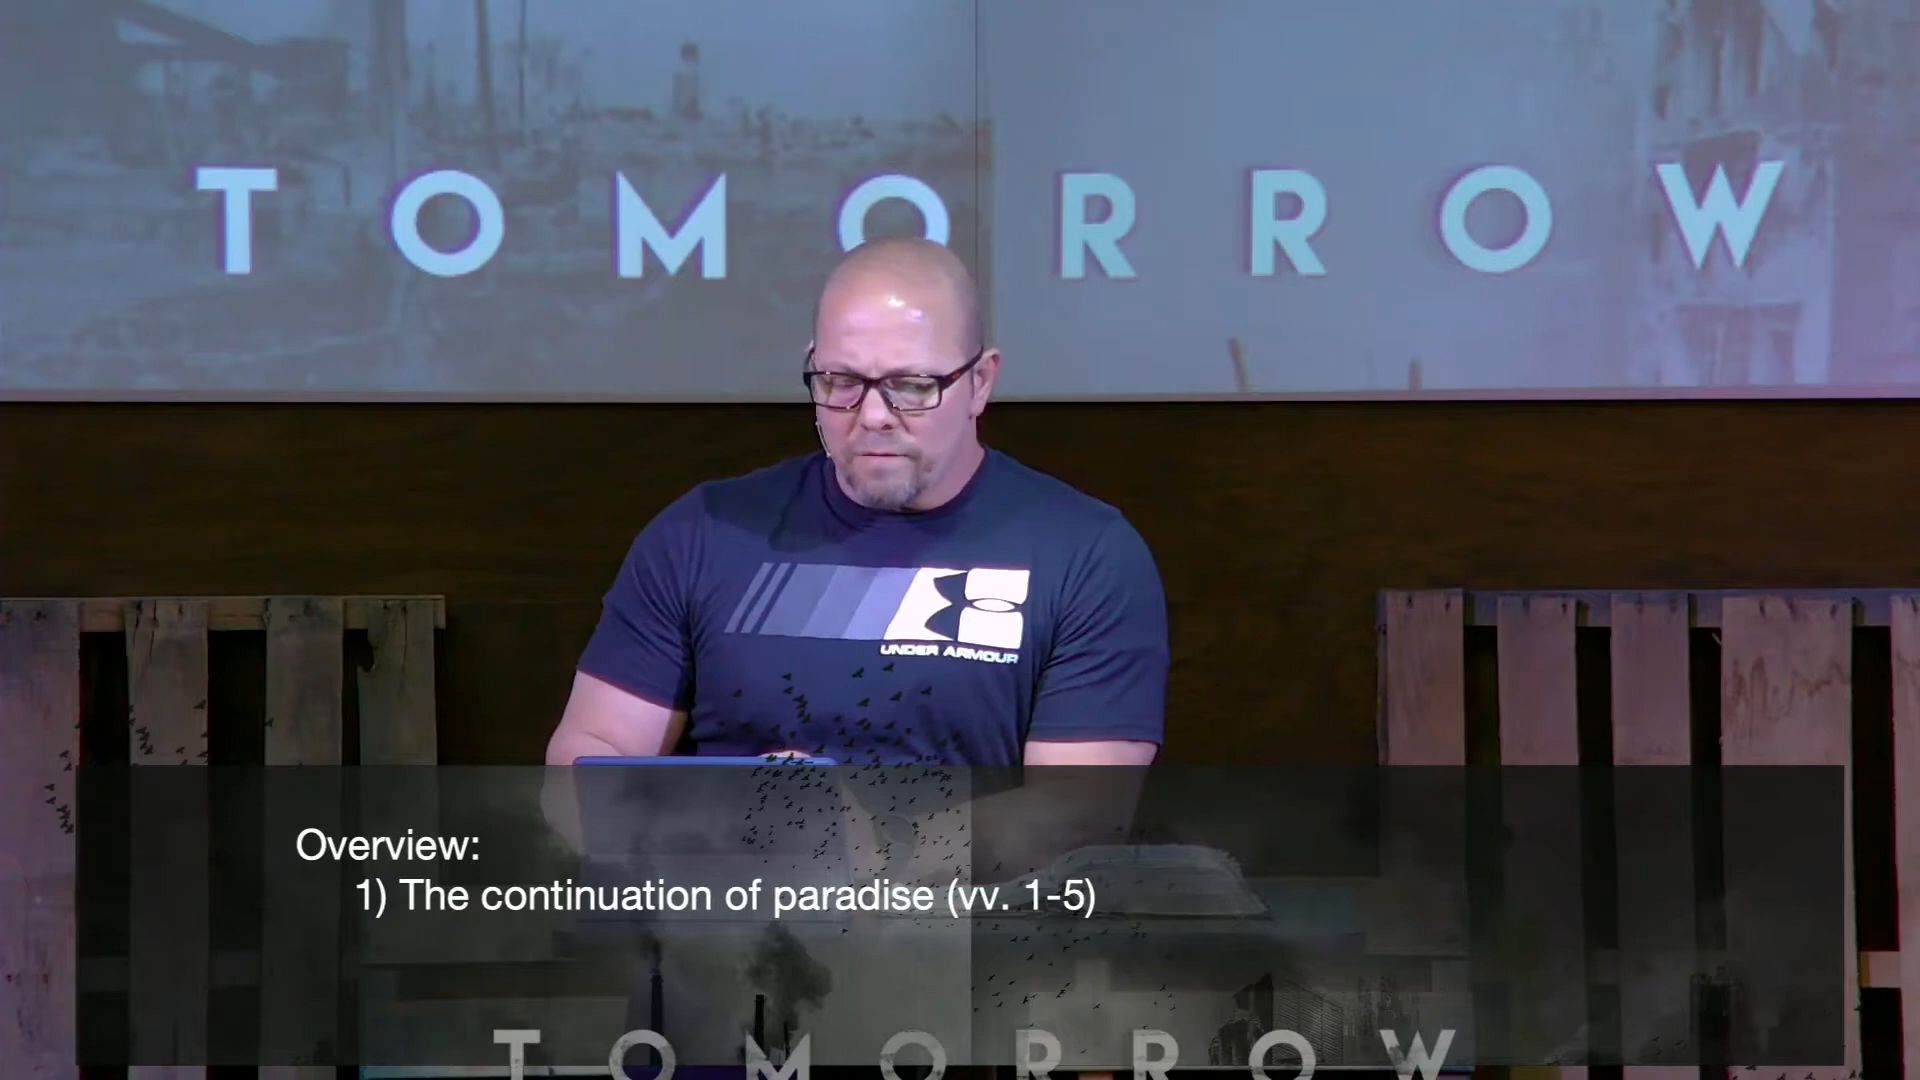 TOMORROW
UNDER ARMOUR
Overview:
1) The continuation of paradise (vv. 1-5)
TOMORROW